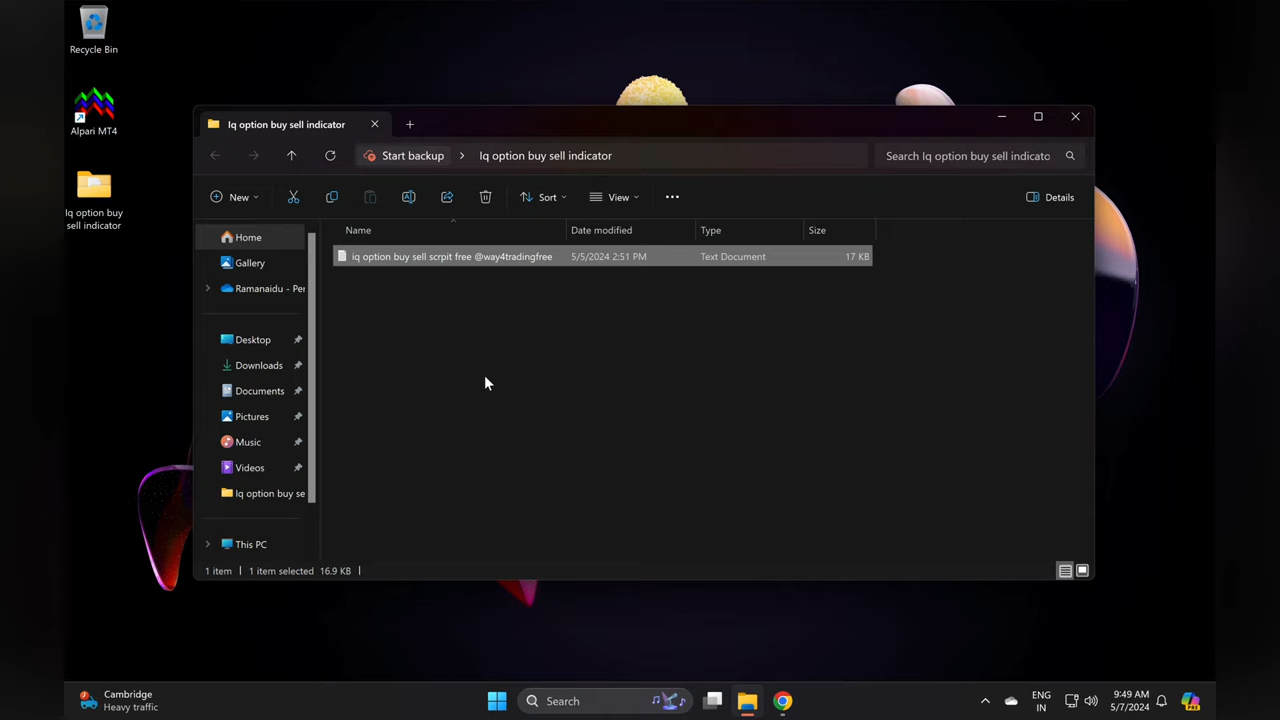 Recycle Bin
Alpari MT4
Iq option buy
sell indicator
Iq option buy sell indicator
Start backup
Iq option buy sell indicator
Search Iq option buy sell indicato
New
Sort
View
Details
Name
Date modified
Type
Size
iq option buy sell scrpit free @way4tradingfree
5/5/2024 2:51 PM
Text Document
17 KB
Home
Gallery
Ramanaidu - Per
Desktop
Downloads
Documents
Pictures
Music
Videos
Iq option buy se
This PC
1 item
1 item selected
16.9 KB
Cambridge
Heavy traffic
Search
ENG
IN
9:49 AM
5/7/2024
PRE